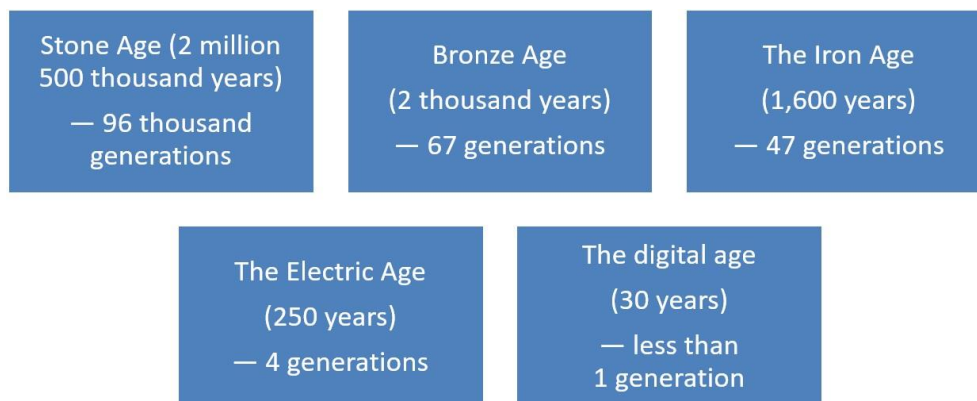 Stone Age (2 million
500 thousand years)
— 96 thousand
generations
Bronze Age
(2 thousand years)
— 67 generations
The Iron Age
(1,600 years)
— 47 generations
The Electric Age
(250 years)
— 4 generations
The digital age
(30 years)
— less than
1 generation